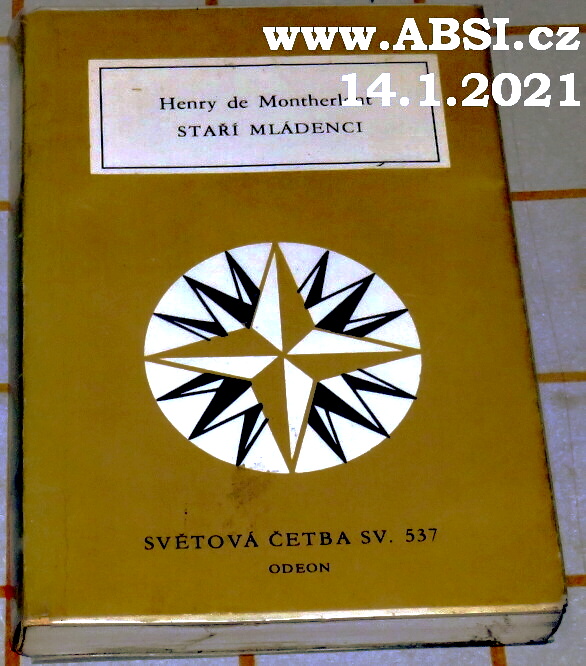 www.ABSI.cz
14.1.2021
Henry de Montherlant
STAŘÍ MLÁDENCI
SVĚTOVÁ ČETBA SV. 537
ODEON